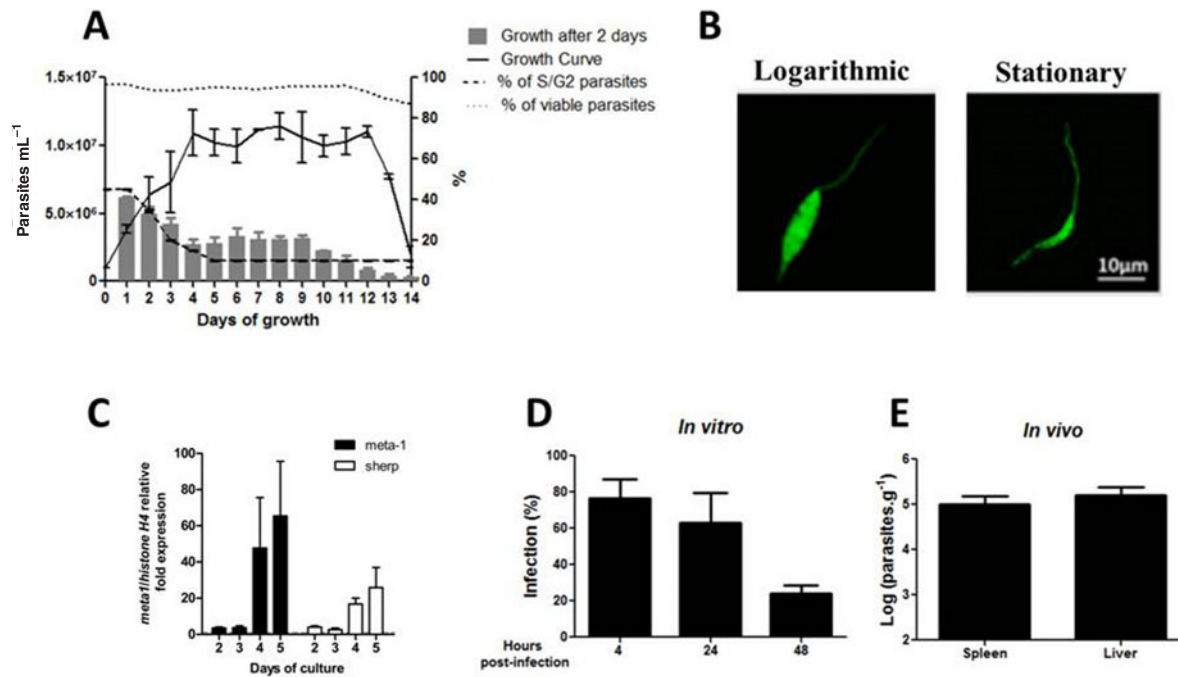 A
Growth after 2 days
Growth Curve
% of S/G2 parasites
% of viable parasites
Parasites mL⁻¹
1.5×10⁷
1.0×10⁷
5.0×10⁶
0
100
80
60
40
20
0
%
0 1 2 3 4 5 6 7 8 9 10 11 12 13 14
Days of growth
B
Logarithmic
Stationary
10μm
C
meta-1
sherp
meta1/histone H4 relative
fold expression
100
80
60
40
20
0
2 3 4 5 2 3 4 5
Days of culture
D
In vitro
Infection (%)
100
80
60
40
20
0
Hours
post-infection
4 24 48
E
In vivo
Log (parasites.g⁻¹)
6
5
4
3
2
Spleen Liver